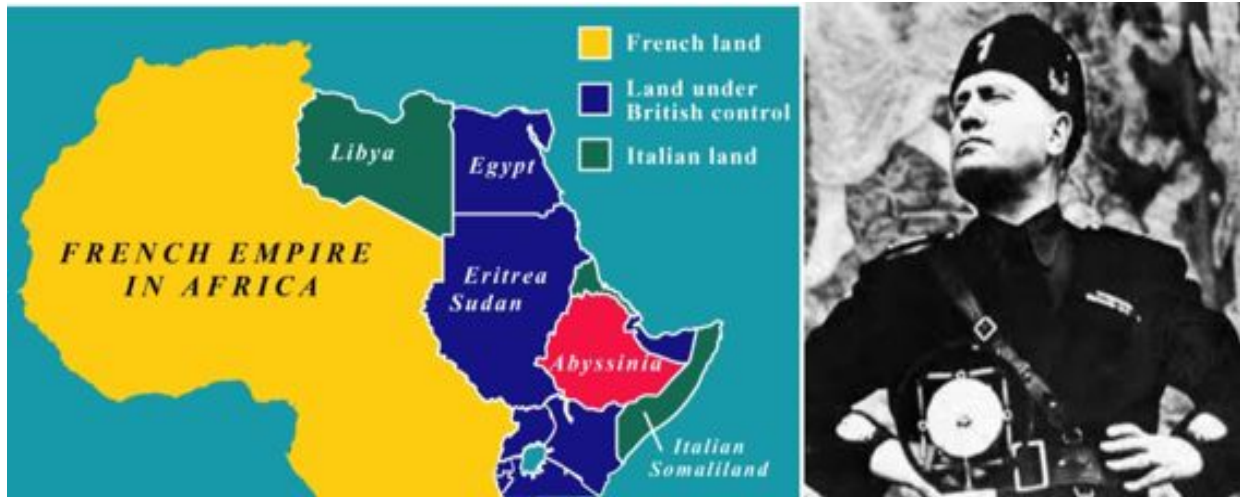 French land
Land under
British control
Italian land
Libya
Egypt
FRENCH EMPIRE
IN AFRICA
Eritrea
Sudan
Abyssinia
Italian
Somaliland